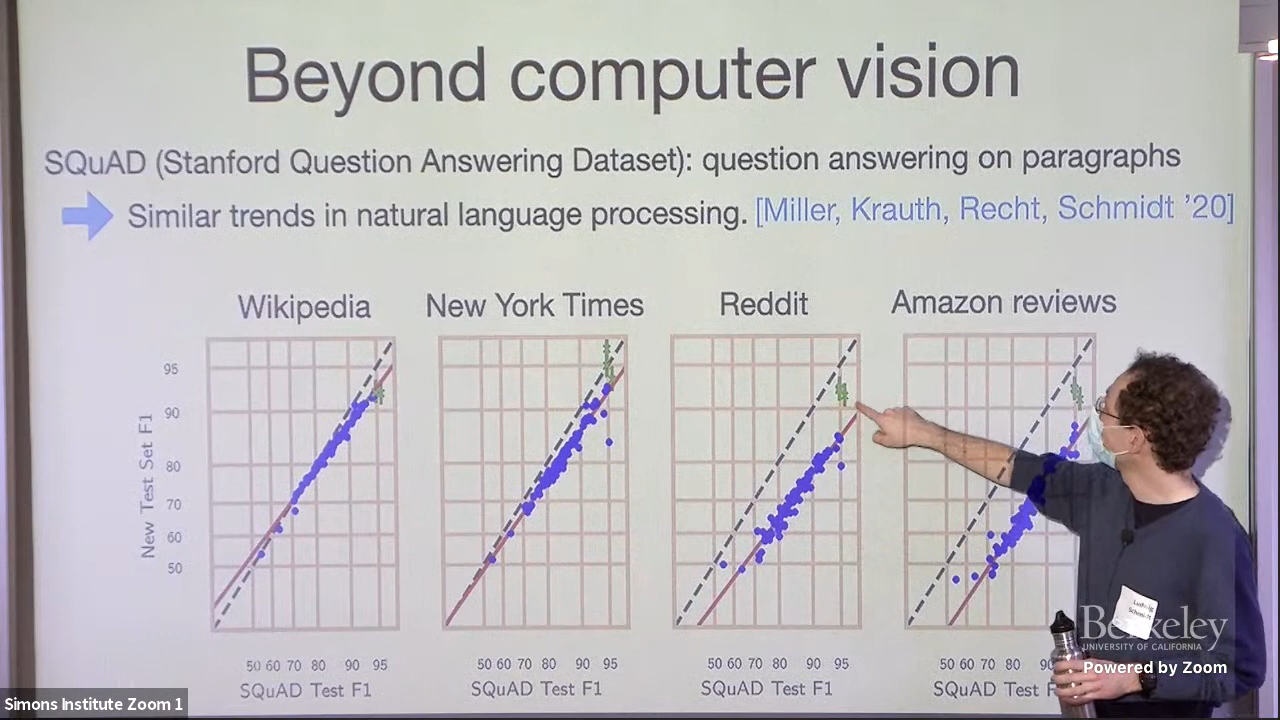 Beyond computer vision
SQuAD (Stanford Question Answering Dataset): question answering on paragraphs
Similar trends in natural language processing. [Miller, Krauth, Recht, Schmidt '20]
Wikipedia
New York Times
Reddit
Amazon reviews
New Test Set F1
95
90
80
70
60
50
50 60 70 80 90 95
50 60 70 80 90 95
50 60 70 80 90 95
50 60 70 80 90
SQuAD Test F1
SQuAD Test F1
SQuAD Test F1
SQuAD Test F
Ludwig
Schmidt
Berkeley
UNIVERSITY OF CALIFORNIA
Powered by Zoom
Simons Institute Zoom 1